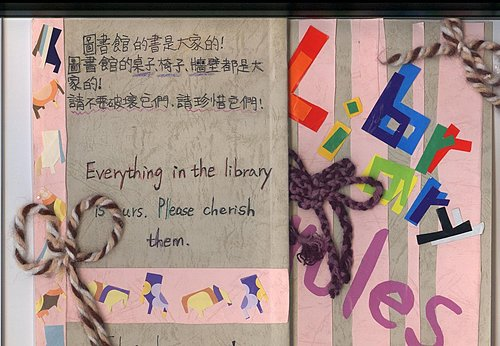 圖書館的書是大家的!
圖書館的桌子、椅子、牆壁都是大
家的!
請不要破壞它們,請珍惜它們!
Everything in the library
is ours. Please cherish
them.
Library
rules